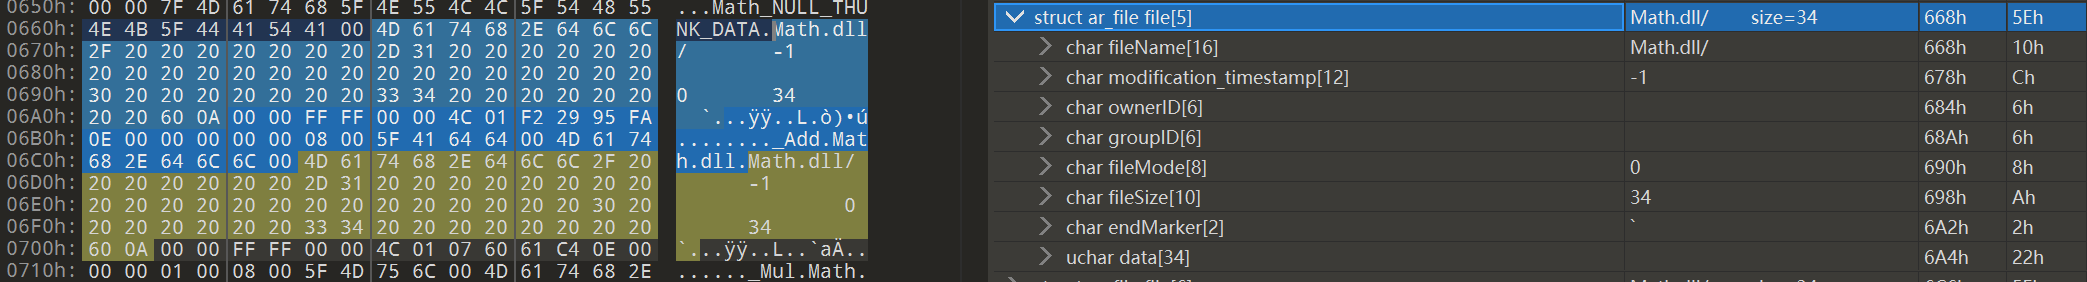 0650h: 00 00 7F 4D 61 74 68 5F 4E 55 4C 4C 5F 54 48 55 ...Math_NULL_THU
0660h: 4E 4B 5F 44 41 54 41 00 4D 61 74 68 2E 64 6C 6C NK_DATA.Math.dll
0670h: 2F 20 20 20 20 20 20 20 2D 31 20 20 20 20 20 20 / -1
0680h: 20 20 20 20 20 20 20 20 20 20 20 20 20 20 20 20
0690h: 30 20 20 20 20 20 20 20 33 34 20 20 20 20 20 20 0 34
06A0h: 20 20 60 0A 00 00 FF FF 00 00 4C 01 F2 29 95 FA `...ÿÿ..L.ò)•ú
06B0h: 0E 00 00 00 00 00 08 00 5F 41 64 64 00 4D 61 74 ........_Add.Mat
06C0h: 68 2E 64 6C 6C 00 4D 61 74 68 2E 64 6C 6C 2F 20 h.dll.Math.dll/
06D0h: 20 20 20 20 20 20 2D 31 20 20 20 20 20 20 20 20 -1
06E0h: 20 20 20 20 20 20 20 20 20 20 20 20 20 20 30 20 0
06F0h: 20 20 20 20 20 20 33 34 20 20 20 20 20 20 20 20 34
0700h: 60 0A 00 00 FF FF 00 00 4C 01 07 60 61 C4 0E 00 `...ÿÿ..L..`aÄ..
0710h: 00 00 01 00 08 00 5F 4D 75 6C 00 4D 61 74 68 2E ......_Mul.Math.
struct ar_file file[5] Math.dll/ size=34 668h 5Eh
char fileName[16] Math.dll/ 668h 10h
char modification_timestamp[12] -1 678h Ch
char ownerID[6] 684h 6h
char groupID[6] 68Ah 6h
char fileMode[8] 0 690h 8h
char fileSize[10] 34 698h Ah
char endMarker[2] ` 6A2h 2h
uchar data[34] 6A4h 22h